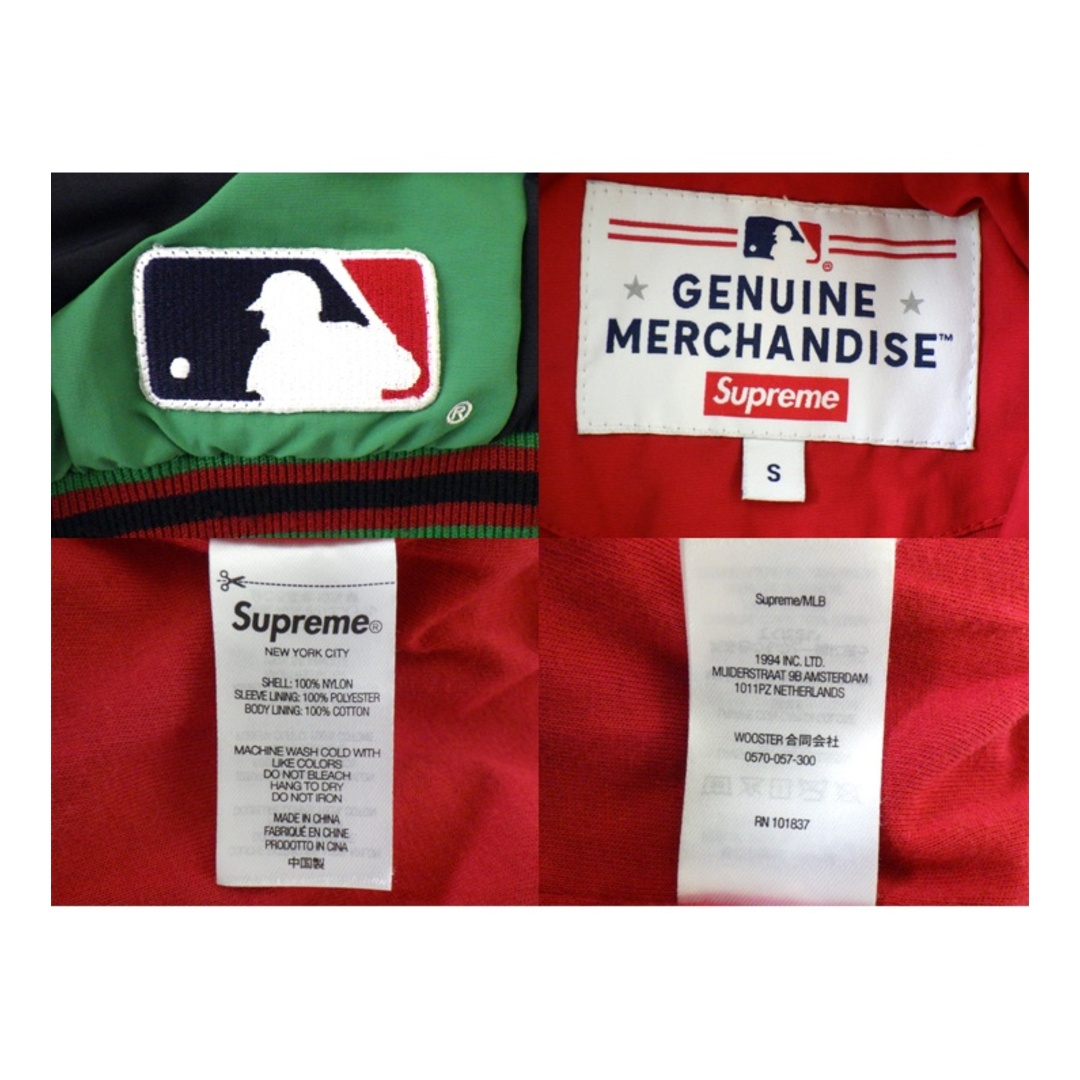 ®
®
GENUINE
MERCHANDISE™
Supreme
S
Supreme®
NEW YORK CITY
SHELL: 100% NYLON
SLEEVE LINING: 100% POLYESTER
BODY LINING: 100% COTTON
MACHINE WASH COLD WITH
LIKE COLORS
DO NOT BLEACH
HANG TO DRY
DO NOT IRON
MADE IN CHINA
FABRIQUÉ EN CHINE
PRODOTTO IN CINA
中国製
Supreme/MLB
1994 INC. LTD.
MUIDERSTRAAT 9B AMSTERDAM
1011PZ NETHERLANDS
WOOSTER 合同会社
0570-057-300
RN 101837